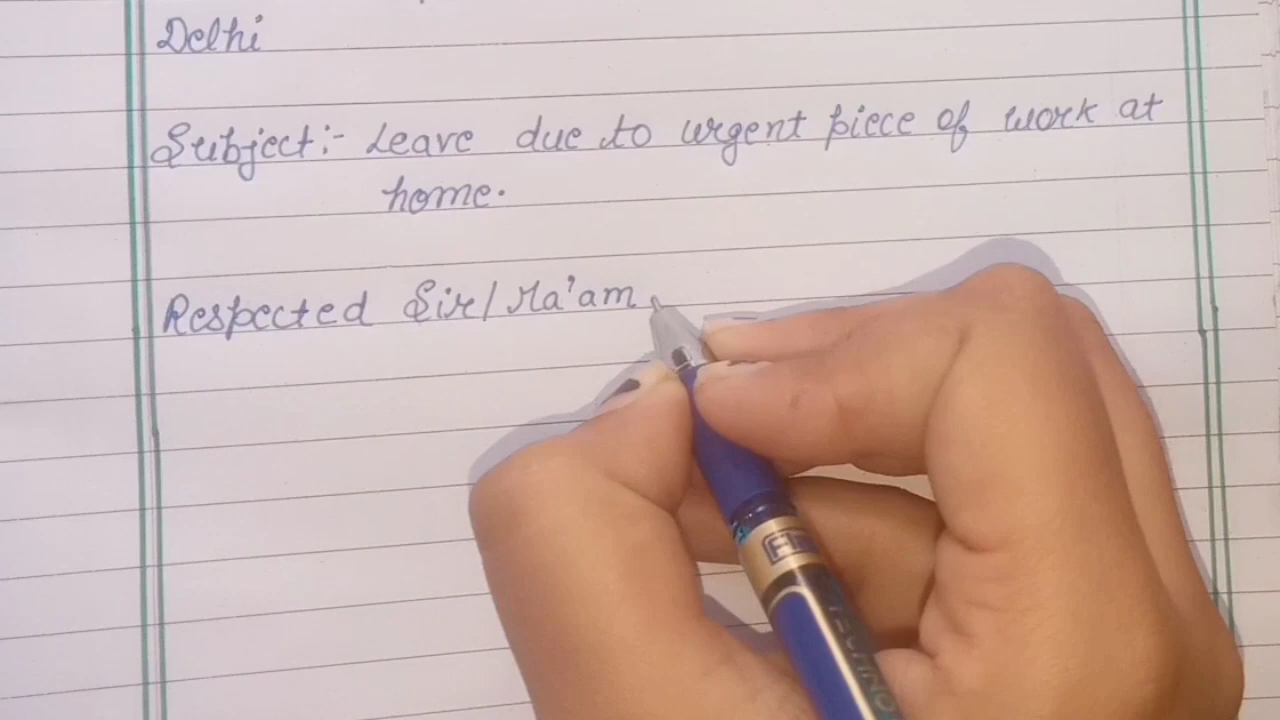 Delhi
Subject:- Leave due to urgent piece of work at
home.
Respected Sir/Ma'am,